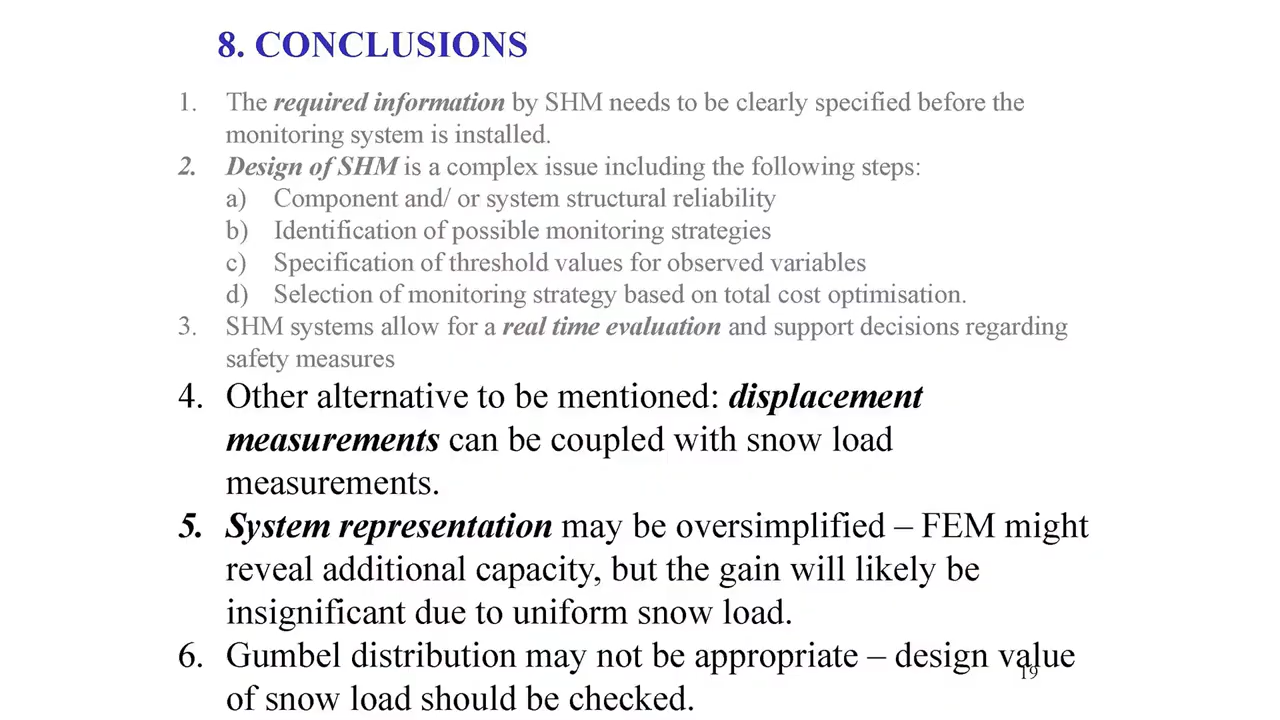 8. CONCLUSIONS
1. The required information by SHM needs to be clearly specified before the
monitoring system is installed.
2. Design of SHM is a complex issue including the following steps:
a) Component and/ or system structural reliability
b) Identification of possible monitoring strategies
c) Specification of threshold values for observed variables
d) Selection of monitoring strategy based on total cost optimisation.
3. SHM systems allow for a real time evaluation and support decisions regarding
safety measures
4. Other alternative to be mentioned: displacement
measurements can be coupled with snow load
measurements.
5. System representation may be oversimplified – FEM might
reveal additional capacity, but the gain will likely be
insignificant due to uniform snow load.
6. Gumbel distribution may not be appropriate – design value
of snow load should be checked.
19